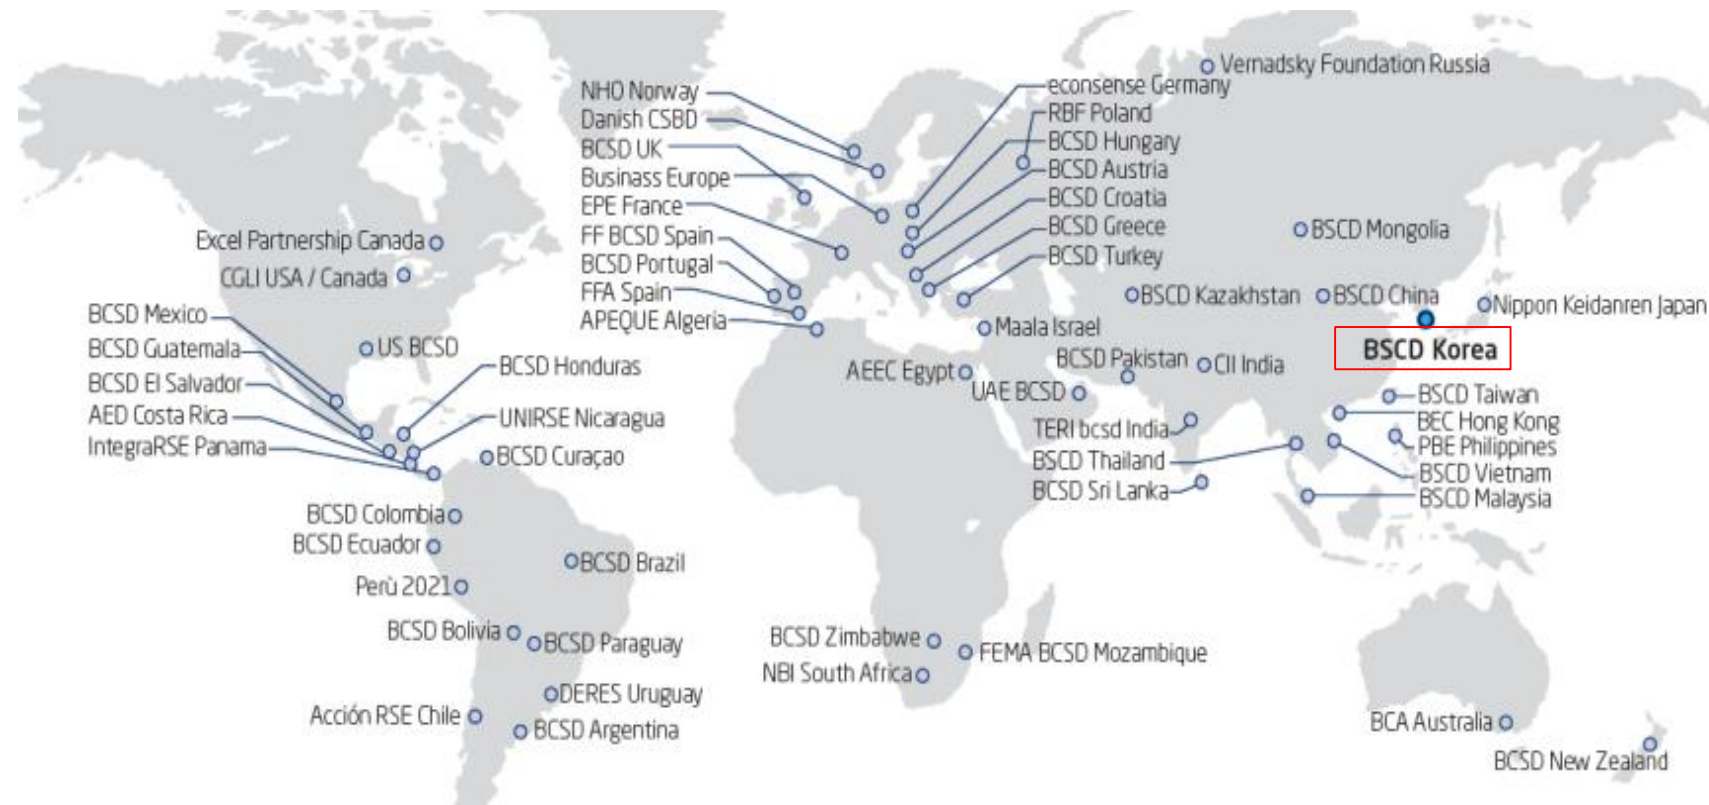 Vernadsky Foundation Russia
NHO Norway
Danish CSBD
BCSD UK
Businass Europe
EPE France
FF BCSD Spain
BCSD Portugal
FFA Spain
APEQUE Algeria
econsense Germany
RBF Poland
BCSD Hungary
BCSD Austria
BCSD Croatia
BCSD Greece
BCSD Turkey
Excel Partnership Canada
CGLI USA / Canada
BCSD Mexico
BCSD Guatemala
BCSD El Salvador
AED Costa Rica
IntegraRSE Panama
US BCSD
BCSD Honduras
UNIRSE Nicaragua
BCSD Curaçao
BSCD Mongolia
BSCD Kazakhstan
BSCD China
Nippon Keidanren Japan
BSCD Korea
Maala Israel
AEEC Egypt
BCSD Pakistan
CII India
UAE BCSD
TERI bcsd India
BSCD Thailand
BCSD Sri Lanka
BSCD Taiwan
BEC Hong Kong
PBE Philippines
BSCD Vietnam
BSCD Malaysia
BCSD Colombia
BCSD Ecuador
Perù 2021
BCSD Brazil
BCSD Bolivia
BCSD Paraguay
DERES Uruguay
Acción RSE Chile
BCSD Argentina
BCSD Zimbabwe
FEMA BCSD Mozambique
NBI South Africa
BCA Australia
BCSD New Zealand